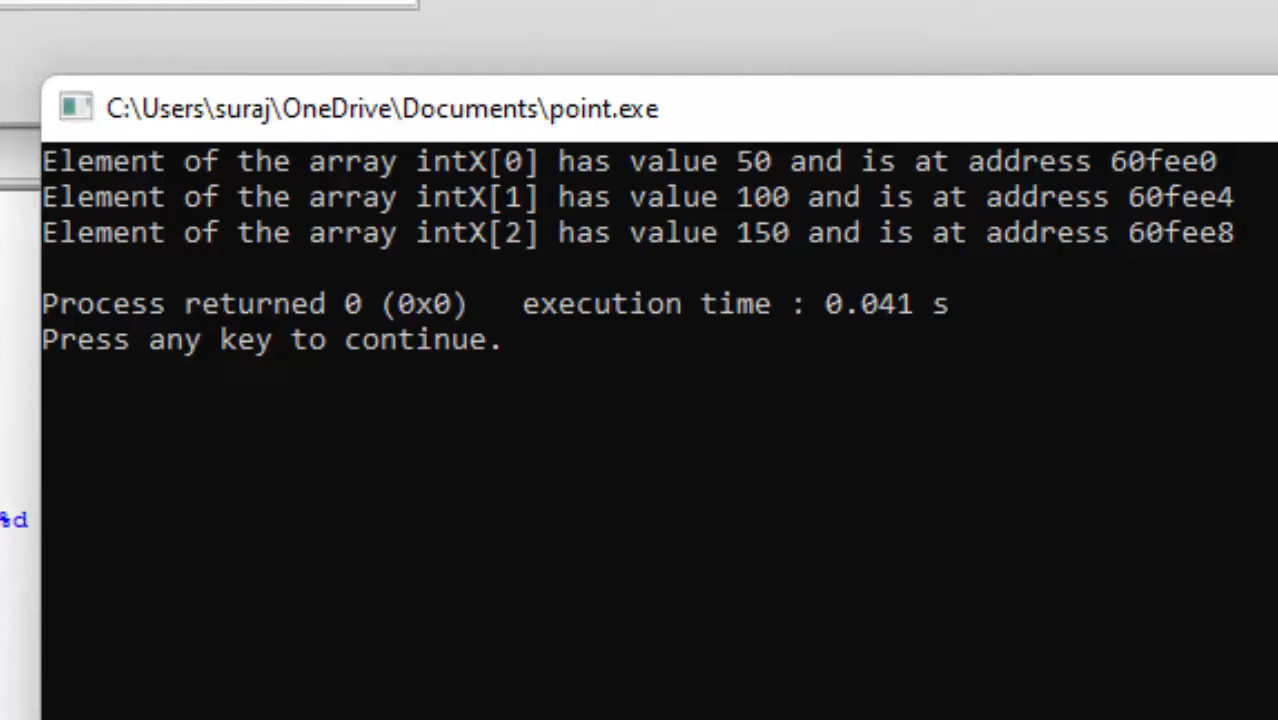 C:\Users\suraj\OneDrive\Documents\point.exe
Element of the array intX[0] has value 50 and is at address 60fee0
Element of the array intX[1] has value 100 and is at address 60fee4
Element of the array intX[2] has value 150 and is at address 60fee8
Process returned 0 (0x0)   execution time : 0.041 s
Press any key to continue.
%d